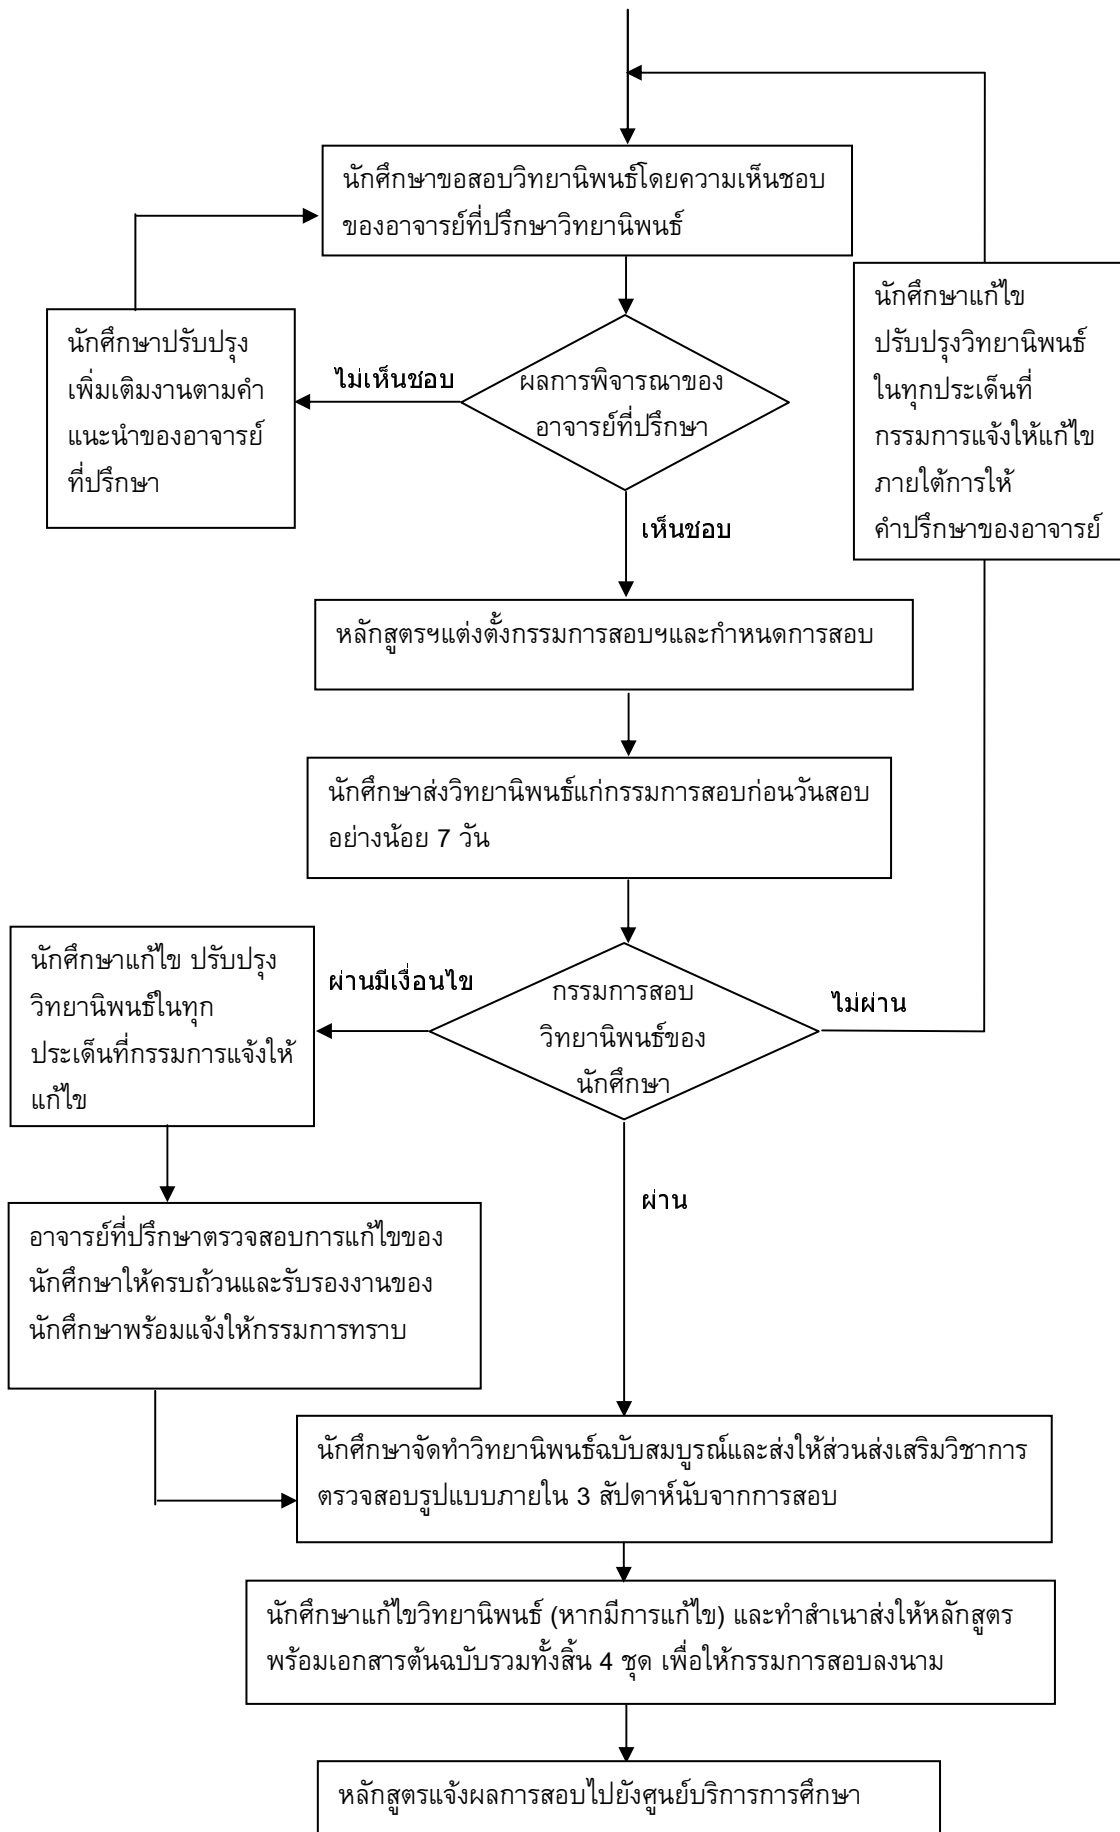 นักศึกษาขอสอบวิทยานิพนธ์โดยความเห็นชอบ
ของอาจารย์ที่ปรึกษาวิทยานิพนธ์
นักศึกษาแก้ไข
ปรับปรุงวิทยานิพนธ์
ในทุกประเด็นที่
กรรมการแจ้งให้แก้ไข
ภายใต้การให้
คำปรึกษาของอาจารย์
นักศึกษาปรับปรุง
เพิ่มเติมงานตามคำ
แนะนำของอาจารย์
ที่ปรึกษา
ไม่เห็นชอบ
ผลการพิจารณาของ
อาจารย์ที่ปรึกษา
เห็นชอบ
หลักสูตรฯแต่งตั้งกรรมการสอบฯและกำหนดการสอบ
นักศึกษาส่งวิทยานิพนธ์แก่กรรมการสอบก่อนวันสอบ
อย่างน้อย 7 วัน
นักศึกษาแก้ไข ปรับปรุง
วิทยานิพนธ์ในทุก
ประเด็นที่กรรมการแจ้งให้
แก้ไข
ผ่านมีเงื่อนไข
กรรมการสอบ
วิทยานิพนธ์ของ
นักศึกษา
ไม่ผ่าน
ผ่าน
อาจารย์ที่ปรึกษาตรวจสอบการแก้ไขของ
นักศึกษาให้ครบถ้วนและรับรองงานของ
นักศึกษาพร้อมแจ้งให้กรรมการทราบ
นักศึกษาจัดทำวิทยานิพนธ์ฉบับสมบูรณ์และส่งให้ส่วนส่งเสริมวิชาการ
ตรวจสอบรูปแบบภายใน 3 สัปดาห์นับจากการสอบ
นักศึกษาแก้ไขวิทยานิพนธ์ (หากมีการแก้ไข) และทำสำเนาส่งให้หลักสูตร
พร้อมเอกสารต้นฉบับรวมทั้งสิ้น 4 ชุด เพื่อให้กรรมการสอบลงนาม
หลักสูตรแจ้งผลการสอบไปยังศูนย์บริการการศึกษา